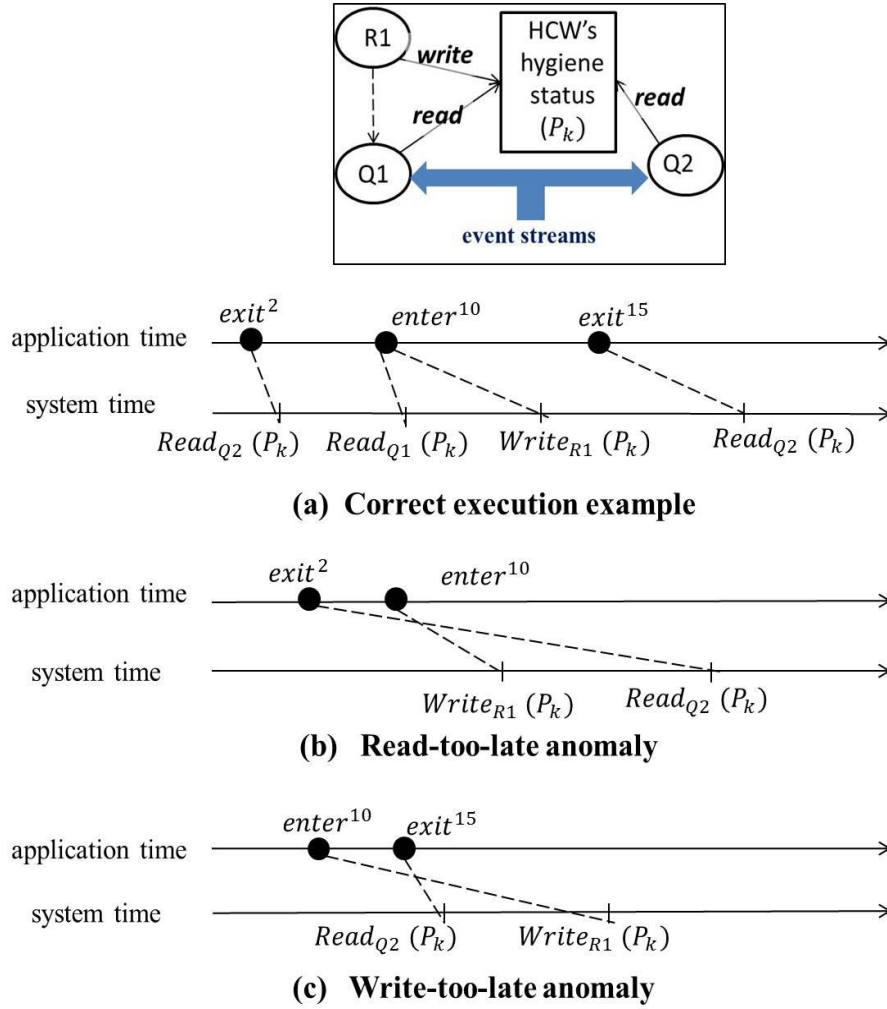 R1
write
HCW's
hygiene
status
(P_k)
read
read
Q1
Q2
event streams
exit^2
enter^10
exit^15
application time
system time
Read_Q2 (P_k)
Read_Q1 (P_k)
Write_R1 (P_k)
Read_Q2 (P_k)
(a) Correct execution example
exit^2
enter^10
application time
system time
Write_R1 (P_k)
Read_Q2 (P_k)
(b) Read-too-late anomaly
enter^10
exit^15
application time
system time
Read_Q2 (P_k)
Write_R1 (P_k)
(c) Write-too-late anomaly